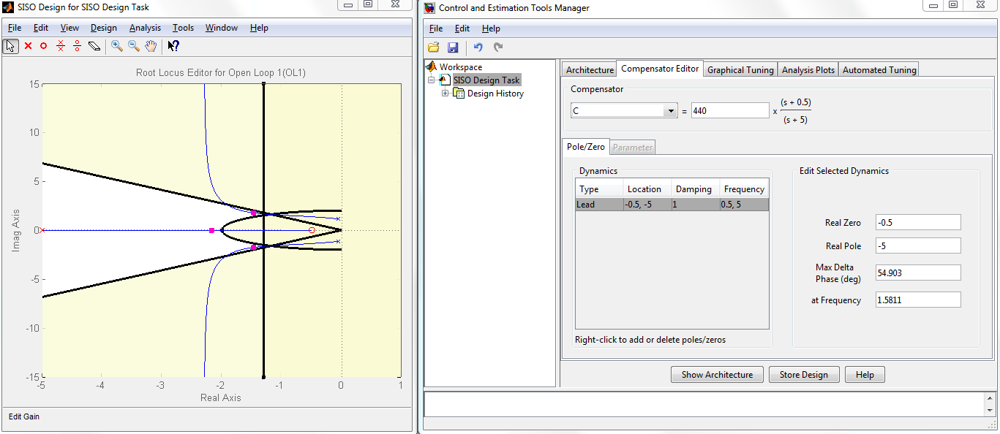 SISO Design for SISO Design Task
File Edit View Design Analysis Tools Window Help
Root Locus Editor for Open Loop 1(OL1)
15
10
5
0
-5
-10
-15
-5 -4 -3 -2 -1 0 1
Imag Axis
Real Axis
Edit Gain
Control and Estimation Tools Manager
File Edit Help
Workspace
SISO Design Task
Design History
Architecture Compensator Editor Graphical Tuning Analysis Plots Automated Tuning
Compensator
C = 440 x (s + 0.5)
(s + 5)
Pole/Zero Parameter
Dynamics
Type Location Damping Frequency
Lead -0.5, -5 1 0.5, 5
Right-click to add or delete poles/zeros
Edit Selected Dynamics
Real Zero -0.5
Real Pole -5
Max Delta
Phase (deg) 54.903
at Frequency 1.5811
Show Architecture Store Design Help